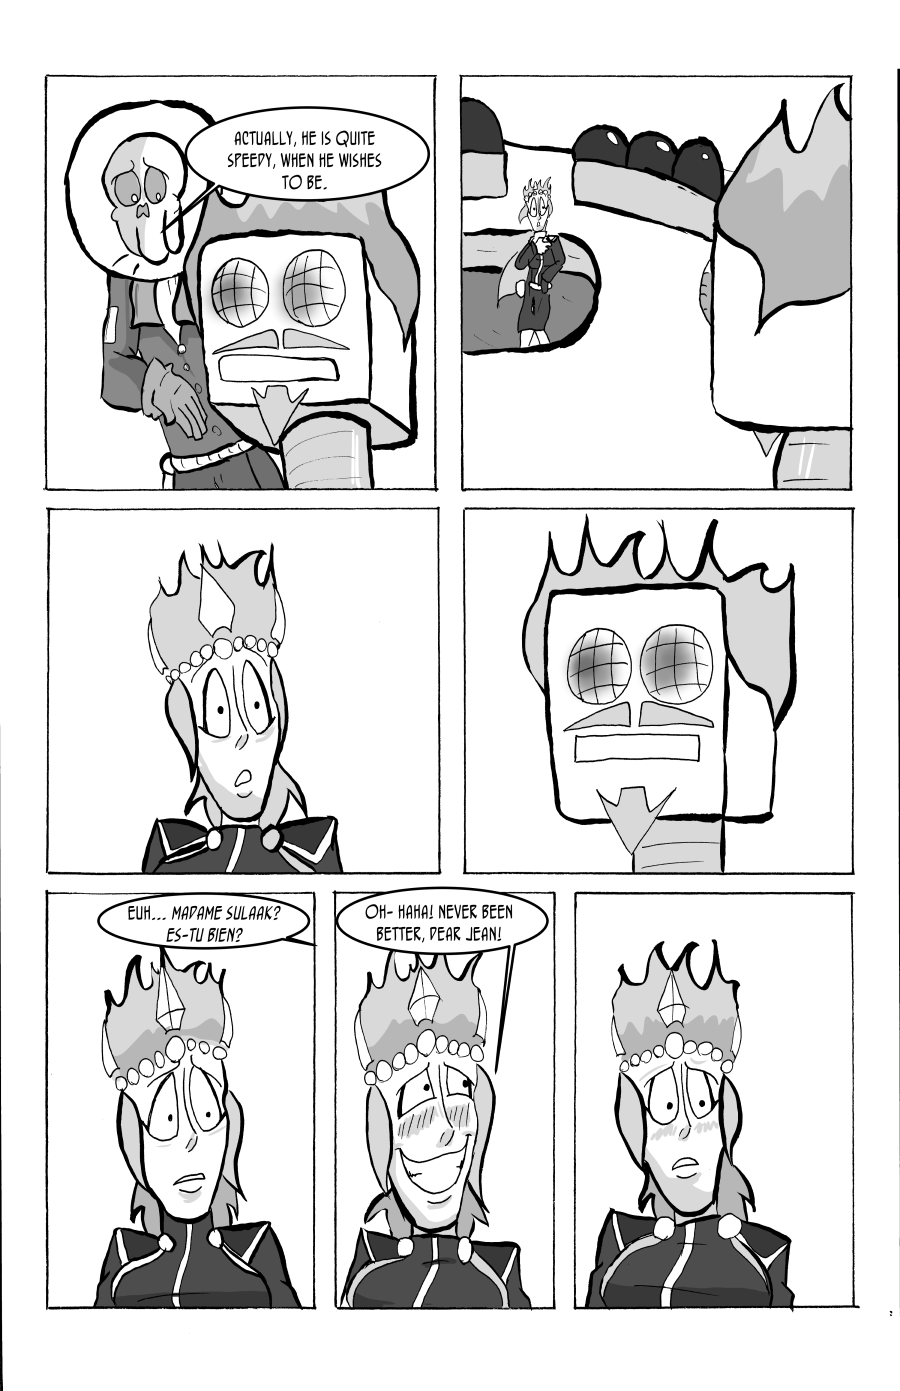 ACTUALLY, HE IS QUITE
SPEEDY, WHEN HE WISHES
TO BE.
EUH... MADAME SULAAK?
ES-TU BIEN?
OH- HAHA! NEVER BEEN
BETTER, DEAR JEAN!